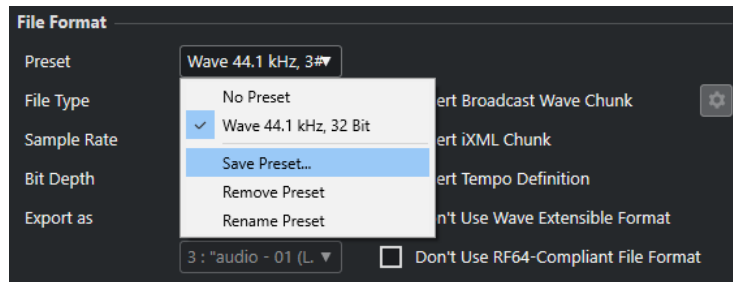 File Format
Preset
Wave 44.1 kHz, 3
File Type
No Preset
ert Broadcast Wave Chunk
Sample Rate
Wave 44.1 kHz, 32 Bit
ert iXML Chunk
Save Preset...
Bit Depth
Remove Preset
ert Tempo Definition
Export as
Rename Preset
n't Use Wave Extensible Format
3 : "audio - 01 (L.
Don't Use RF64-Compliant File Format